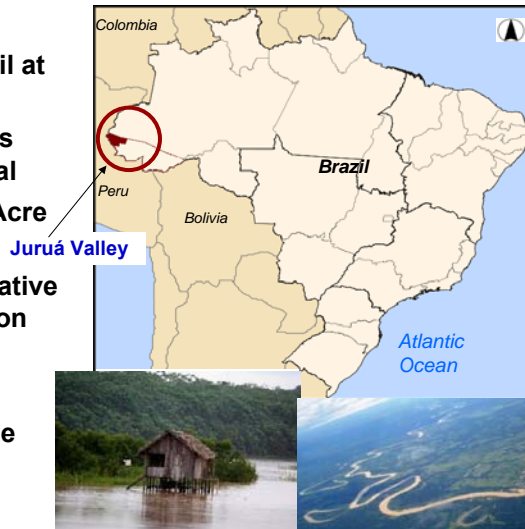 il at
s
al
Acre
ative
on
e
Colombia
Brazil
Peru
Bolivia
Juruá Valley
Atlantic
Ocean